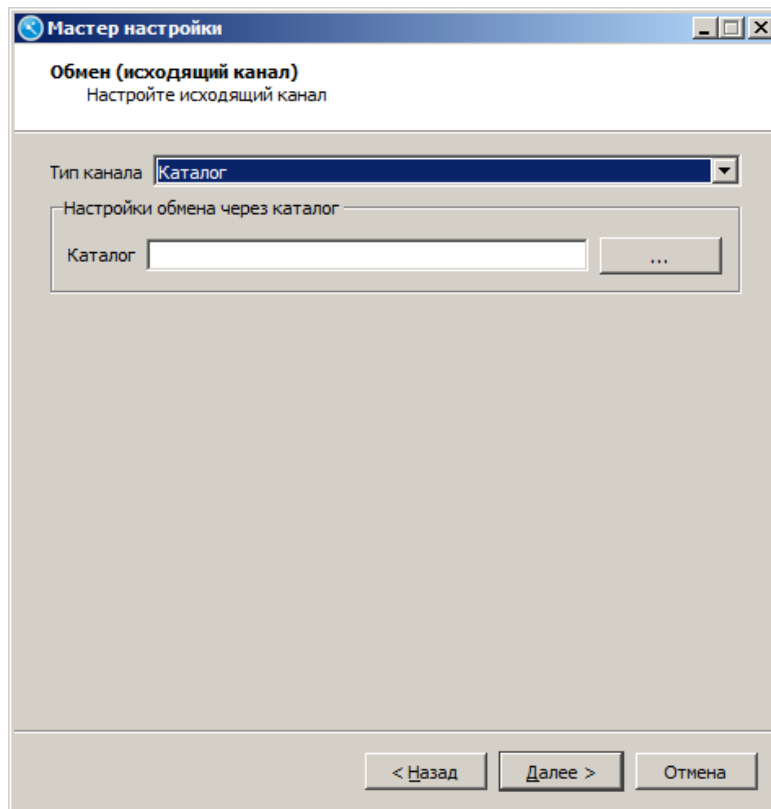 Мастер настройки
Обмен (исходящий канал)
Настройте исходящий канал
Тип канала Каталог
Настройки обмена через каталог
Каталог ...
< Назад Далее > Отмена